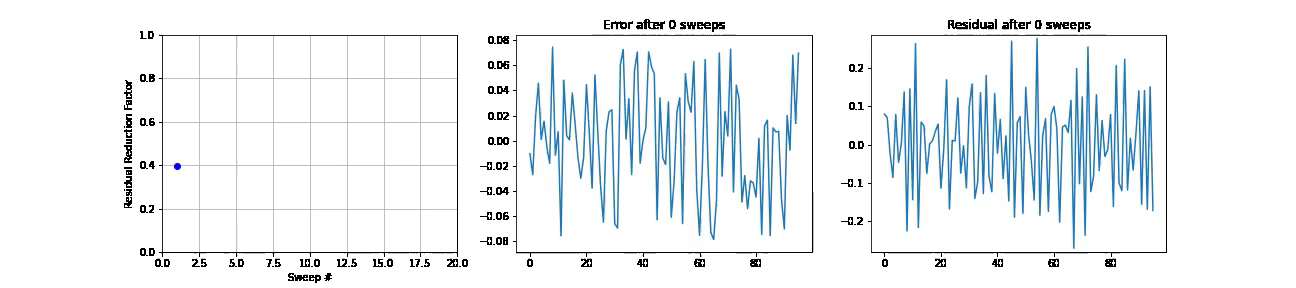 Error after 0 sweeps
Residual after 0 sweeps
Residual Reduction Factor
1.0
0.8
0.6
0.4
0.2
0.0
0.0 2.5 5.0 7.5 10.0 12.5 15.0 17.5 20.0
Sweep #
0.08
0.06
0.04
0.02
0.00
−0.02
−0.04
−0.06
−0.08
0 20 40 60 80
0.2
0.1
0.0
−0.1
−0.2
0 20 40 60 80